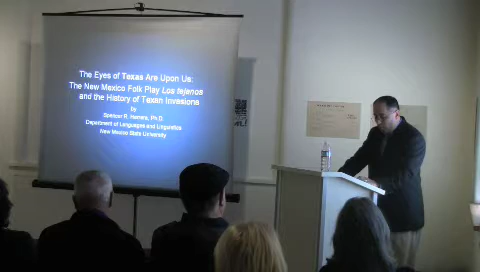 The Eyes of Texas Are Upon Us:
The New Mexico Folk Play Los tejanos
and the History of Texan Invasions
by
Spencer R. Herrera, Ph.D.
Department of Languages and Linguistics
New Mexico State University